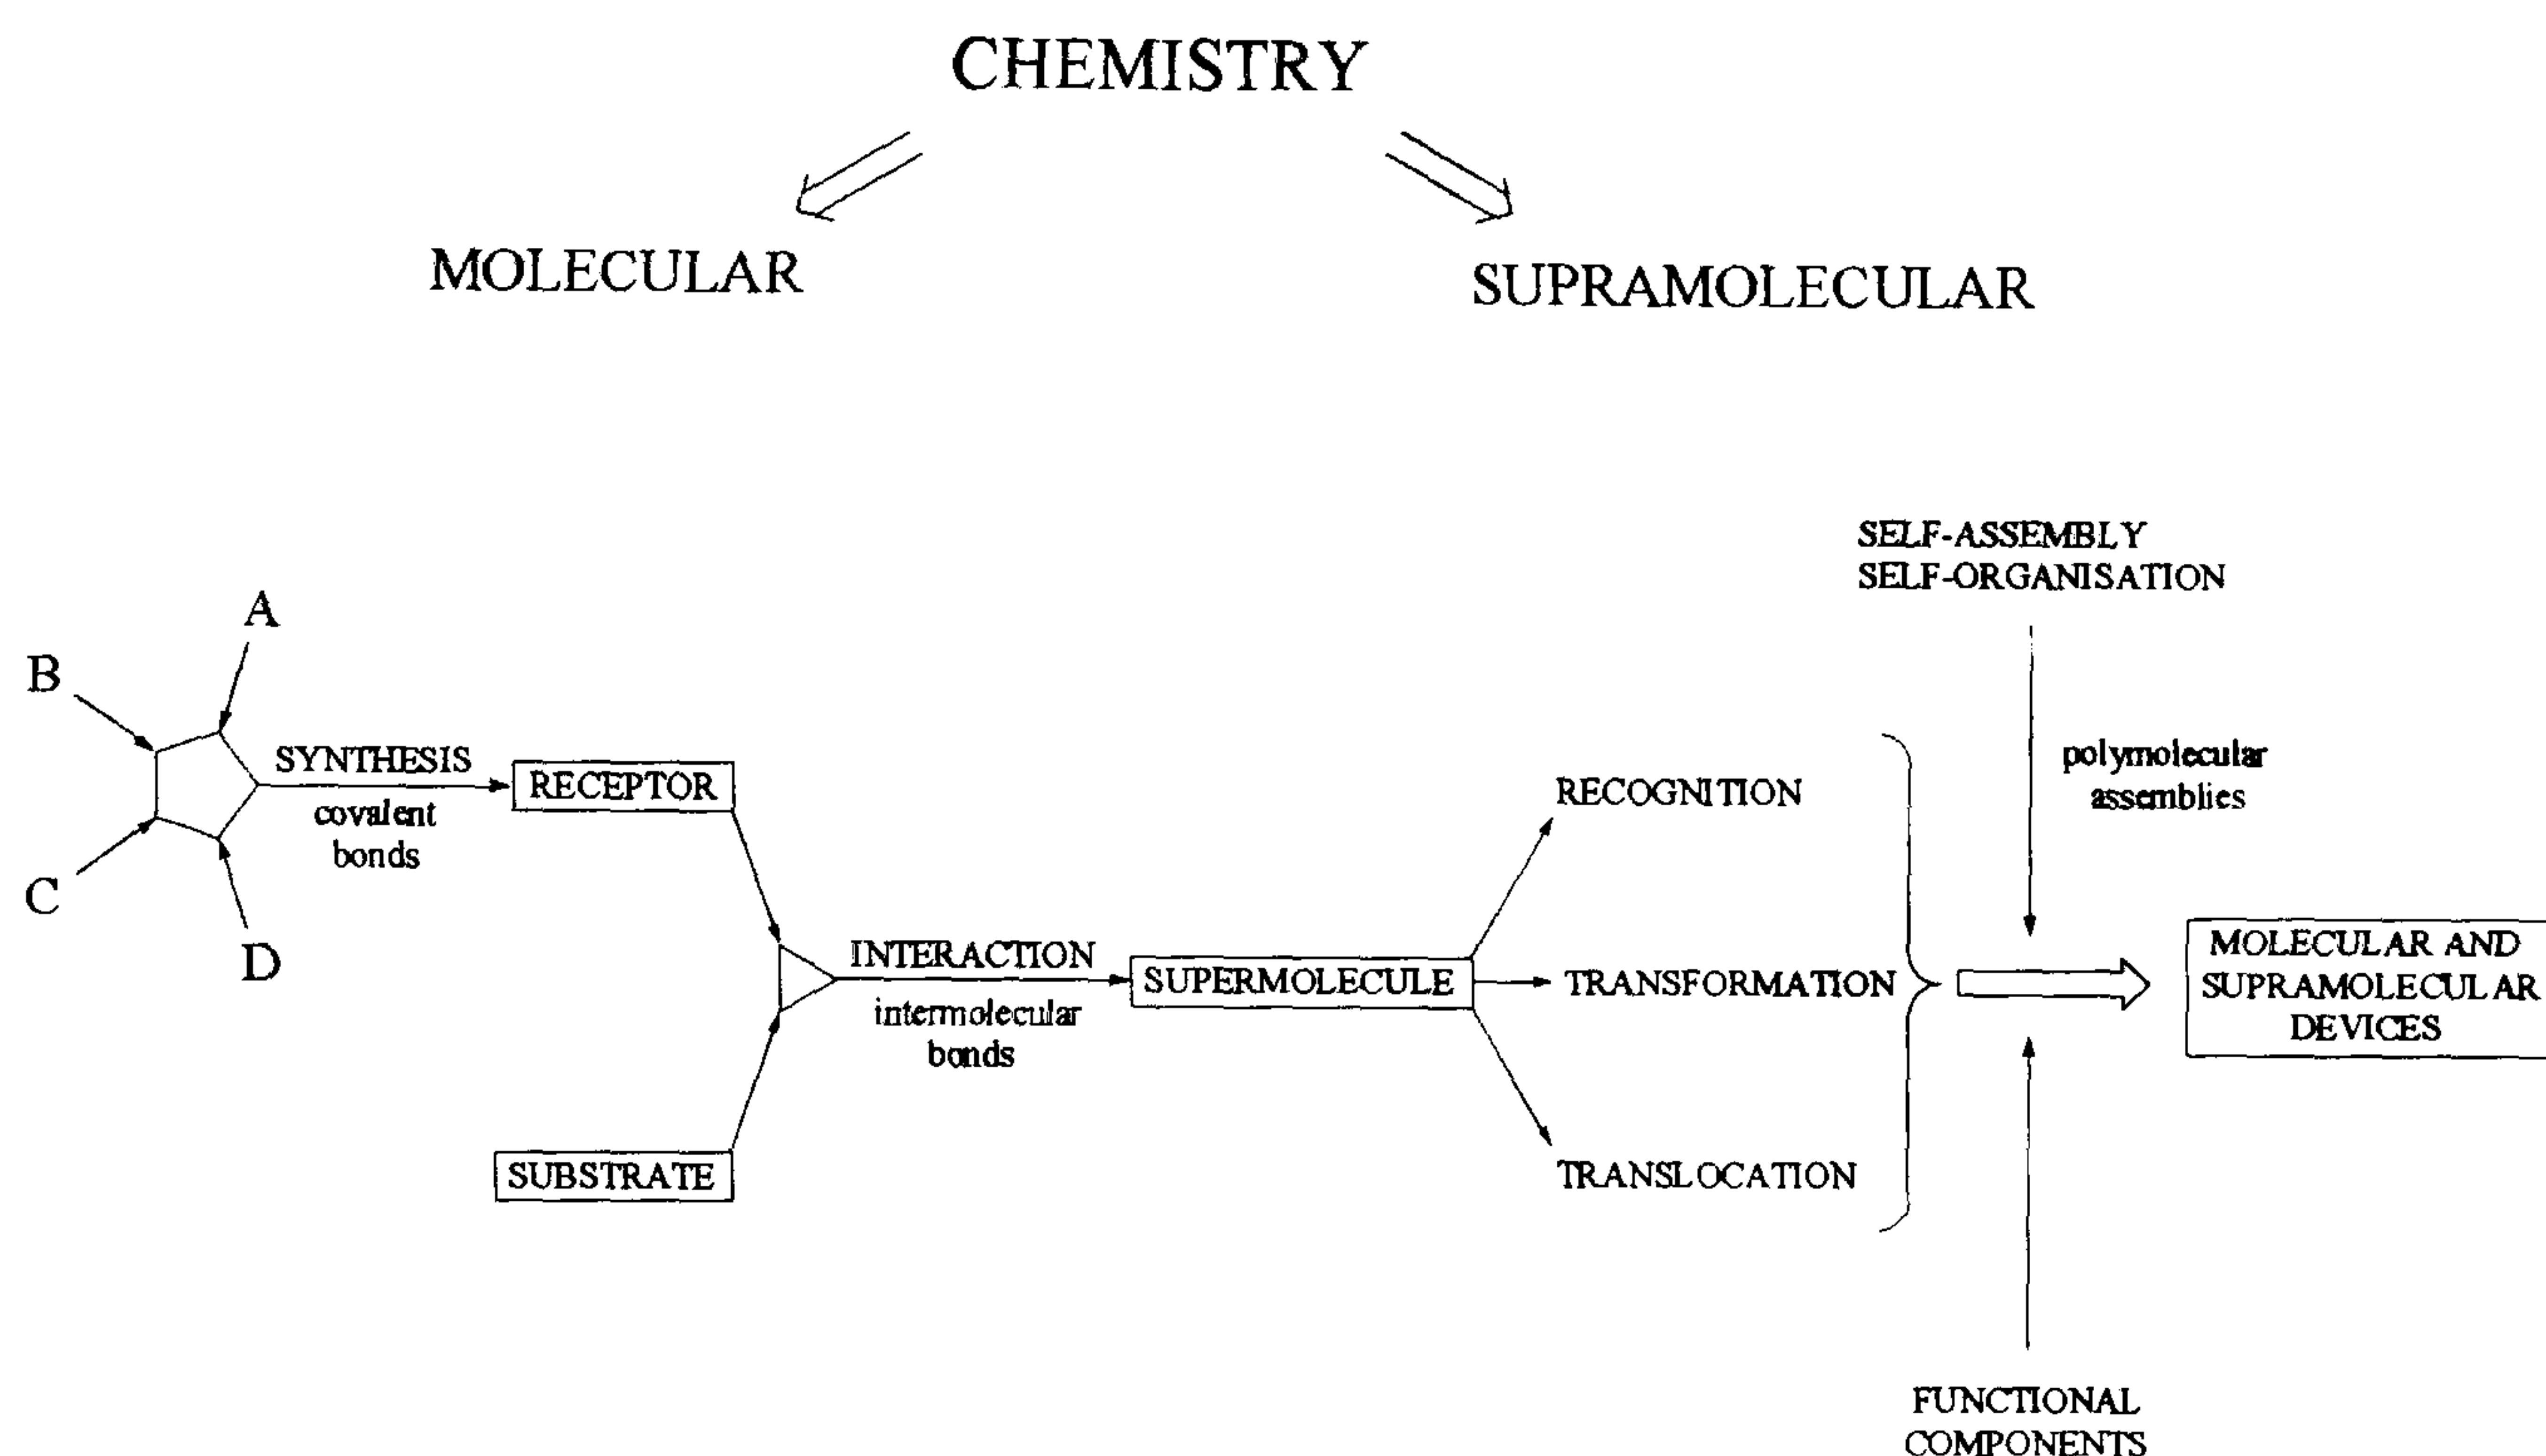 CHEMISTRY
MOLECULAR
SUPRAMOLECULAR
SELF-ASSEMBLY
SELF-ORGANISATION
A
B
C
D
SYNTHESIS
covalent
bonds
RECEPTOR
SUBSTRATE
INTERACTION
intermolecular
bonds
SUPERMOLECULE
RECOGNITION
TRANSFORMATION
TRANSLOCATION
polymolecular
assemblies
MOLECULAR AND
SUPRAMOLECULAR
DEVICES
FUNCTIONAL
COMPONENTS